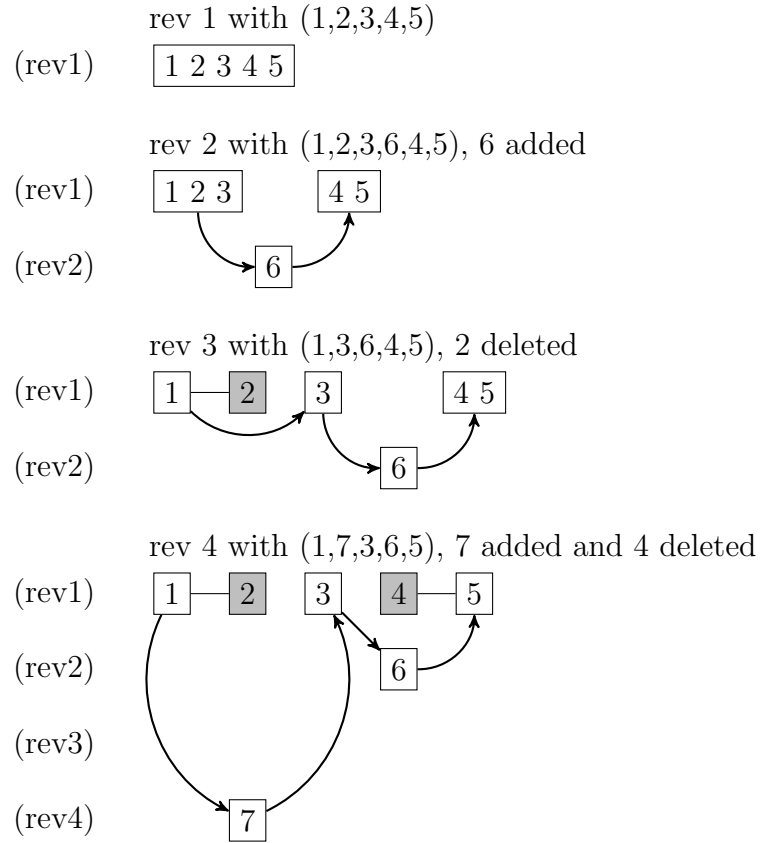 rev 1 with (1,2,3,4,5)
(rev1) 1 2 3 4 5
rev 2 with (1,2,3,6,4,5), 6 added
(rev1) 1 2 3 4 5
(rev2) 6
rev 3 with (1,3,6,4,5), 2 deleted
(rev1) 1 2 3 4 5
(rev2) 6
rev 4 with (1,7,3,6,5), 7 added and 4 deleted
(rev1) 1 2 3 4 5
(rev2) 6
(rev3)
(rev4) 7